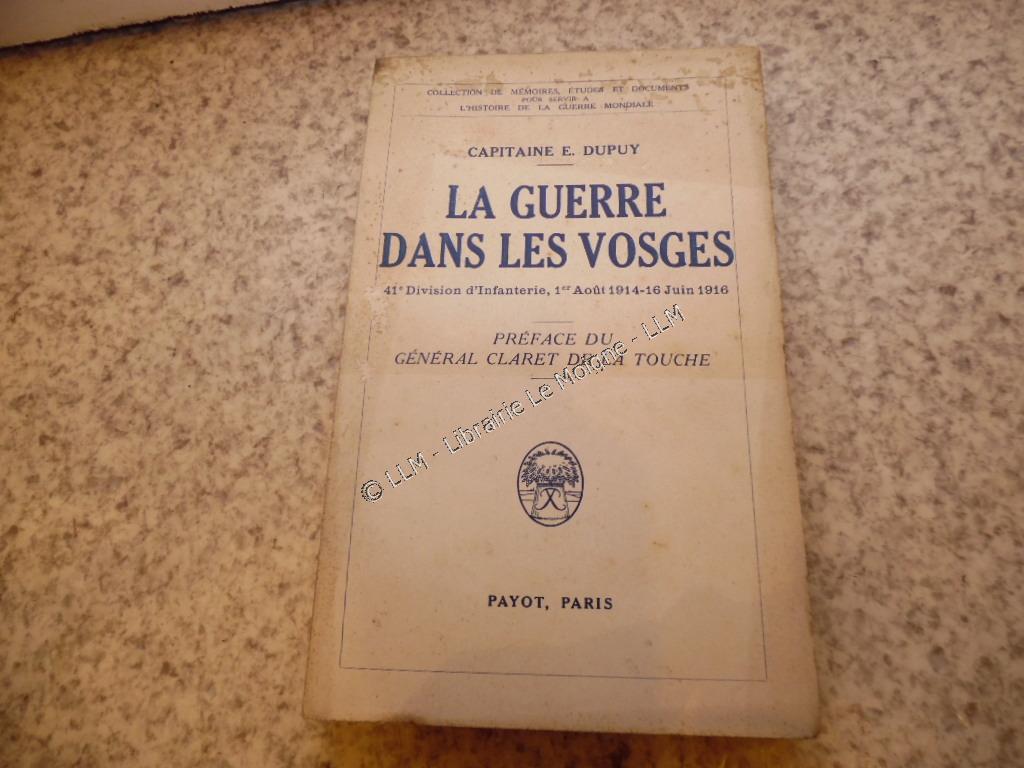 COLLECTION DE MÉMOIRES, ÉTUDES ET DOCUMENTS
POUR SERVIR A
L'HISTOIRE DE LA GUERRE MONDIALE
CAPITAINE E. DUPUY
LA GUERRE
DANS LES VOSGES
41e Division d'Infanterie, 1er Août 1914-16 Juin 1916
PRÉFACE DU
GÉNÉRAL CLARET DE LA TOUCHE
© LLM - Librairie Le Moigne - LLM
PAYOT, PARIS